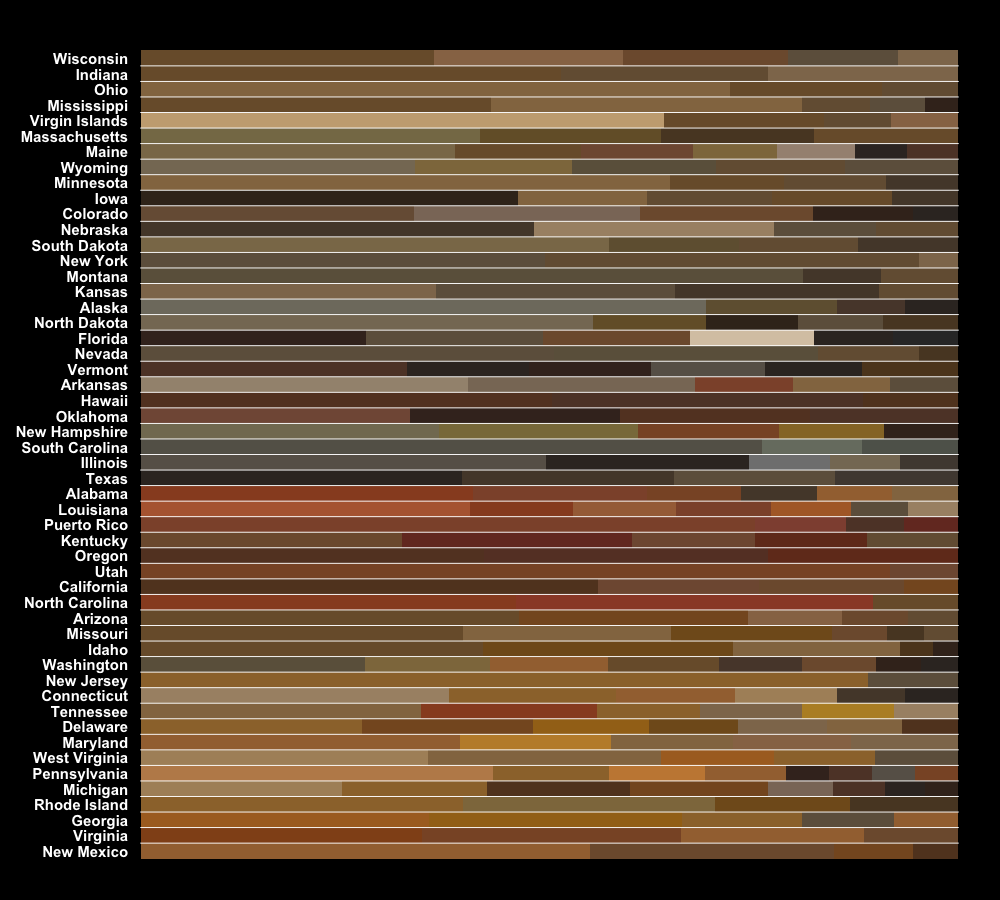 Wisconsin
Indiana
Ohio
Mississippi
Virgin Islands
Massachusetts
Maine
Wyoming
Minnesota
Iowa
Colorado
Nebraska
South Dakota
New York
Montana
Kansas
Alaska
North Dakota
Florida
Nevada
Vermont
Arkansas
Hawaii
Oklahoma
New Hampshire
South Carolina
Illinois
Texas
Alabama
Louisiana
Puerto Rico
Kentucky
Oregon
Utah
California
North Carolina
Arizona
Missouri
Idaho
Washington
New Jersey
Connecticut
Tennessee
Delaware
Maryland
West Virginia
Pennsylvania
Michigan
Rhode Island
Georgia
Virginia
New Mexico